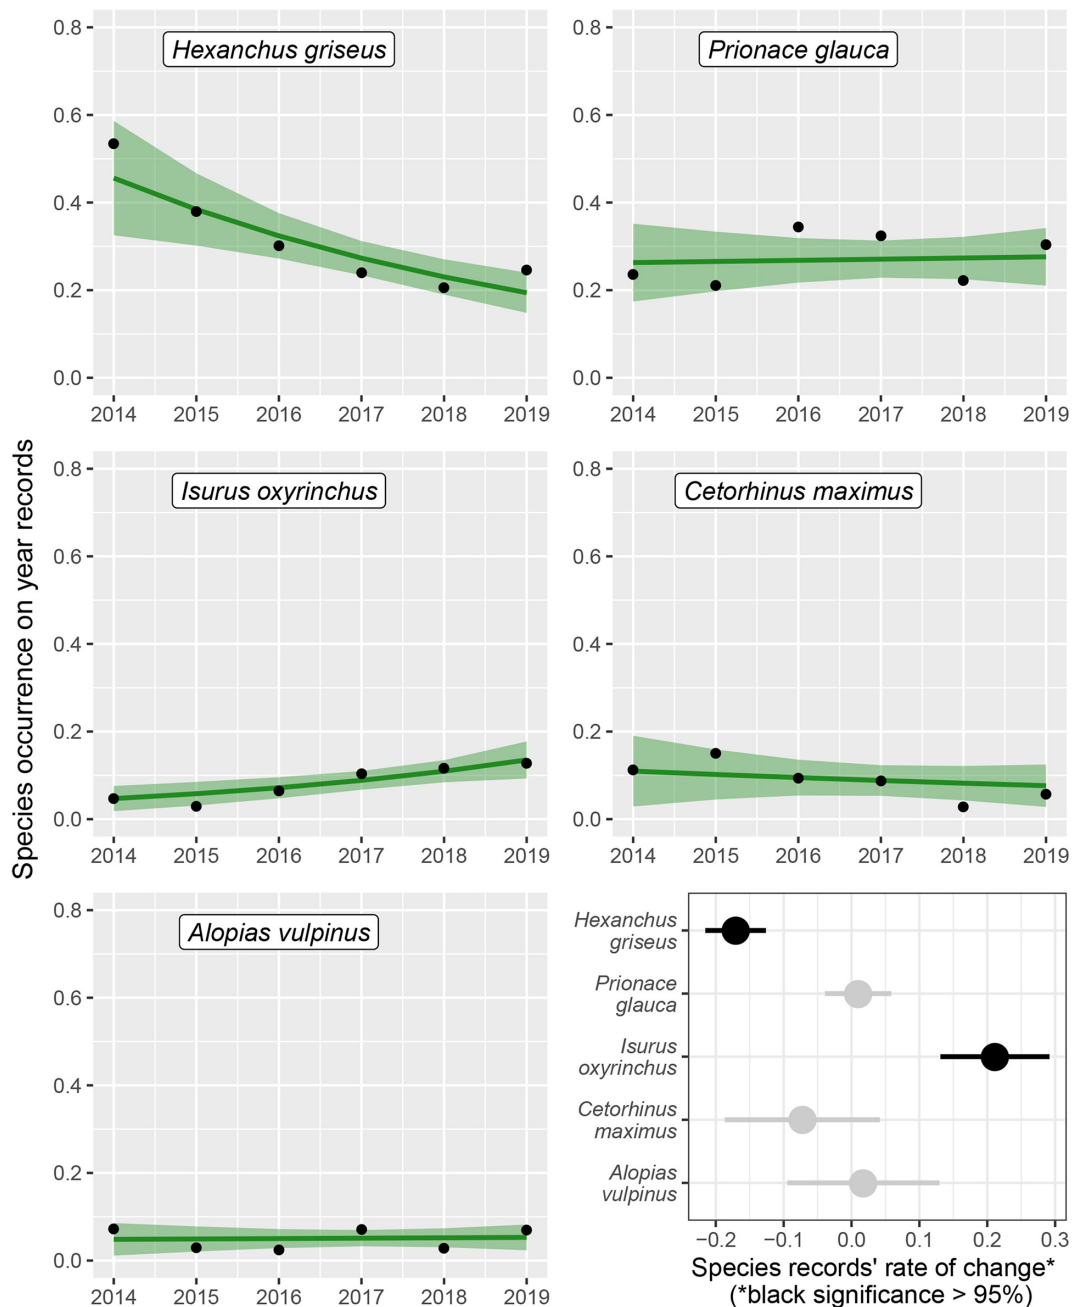 Species occurrence on year records
Hexanchus griseus
0.8
0.6
0.4
0.2
0.0
2014 2015 2016 2017 2018 2019
Prionace glauca
0.8
0.6
0.4
0.2
0.0
2014 2015 2016 2017 2018 2019
Isurus oxyrinchus
0.8
0.6
0.4
0.2
0.0
2014 2015 2016 2017 2018 2019
Cetorhinus maximus
0.8
0.6
0.4
0.2
0.0
2014 2015 2016 2017 2018 2019
Alopias vulpinus
0.8
0.6
0.4
0.2
0.0
2014 2015 2016 2017 2018 2019
Hexanchus
griseus
Prionace
glauca
Isurus
oxyrinchus
Cetorhinus
maximus
Alopias
vulpinus
−0.2 −0.1 0.0 0.1 0.2 0.3
Species records' rate of change*
(*black significance > 95%)